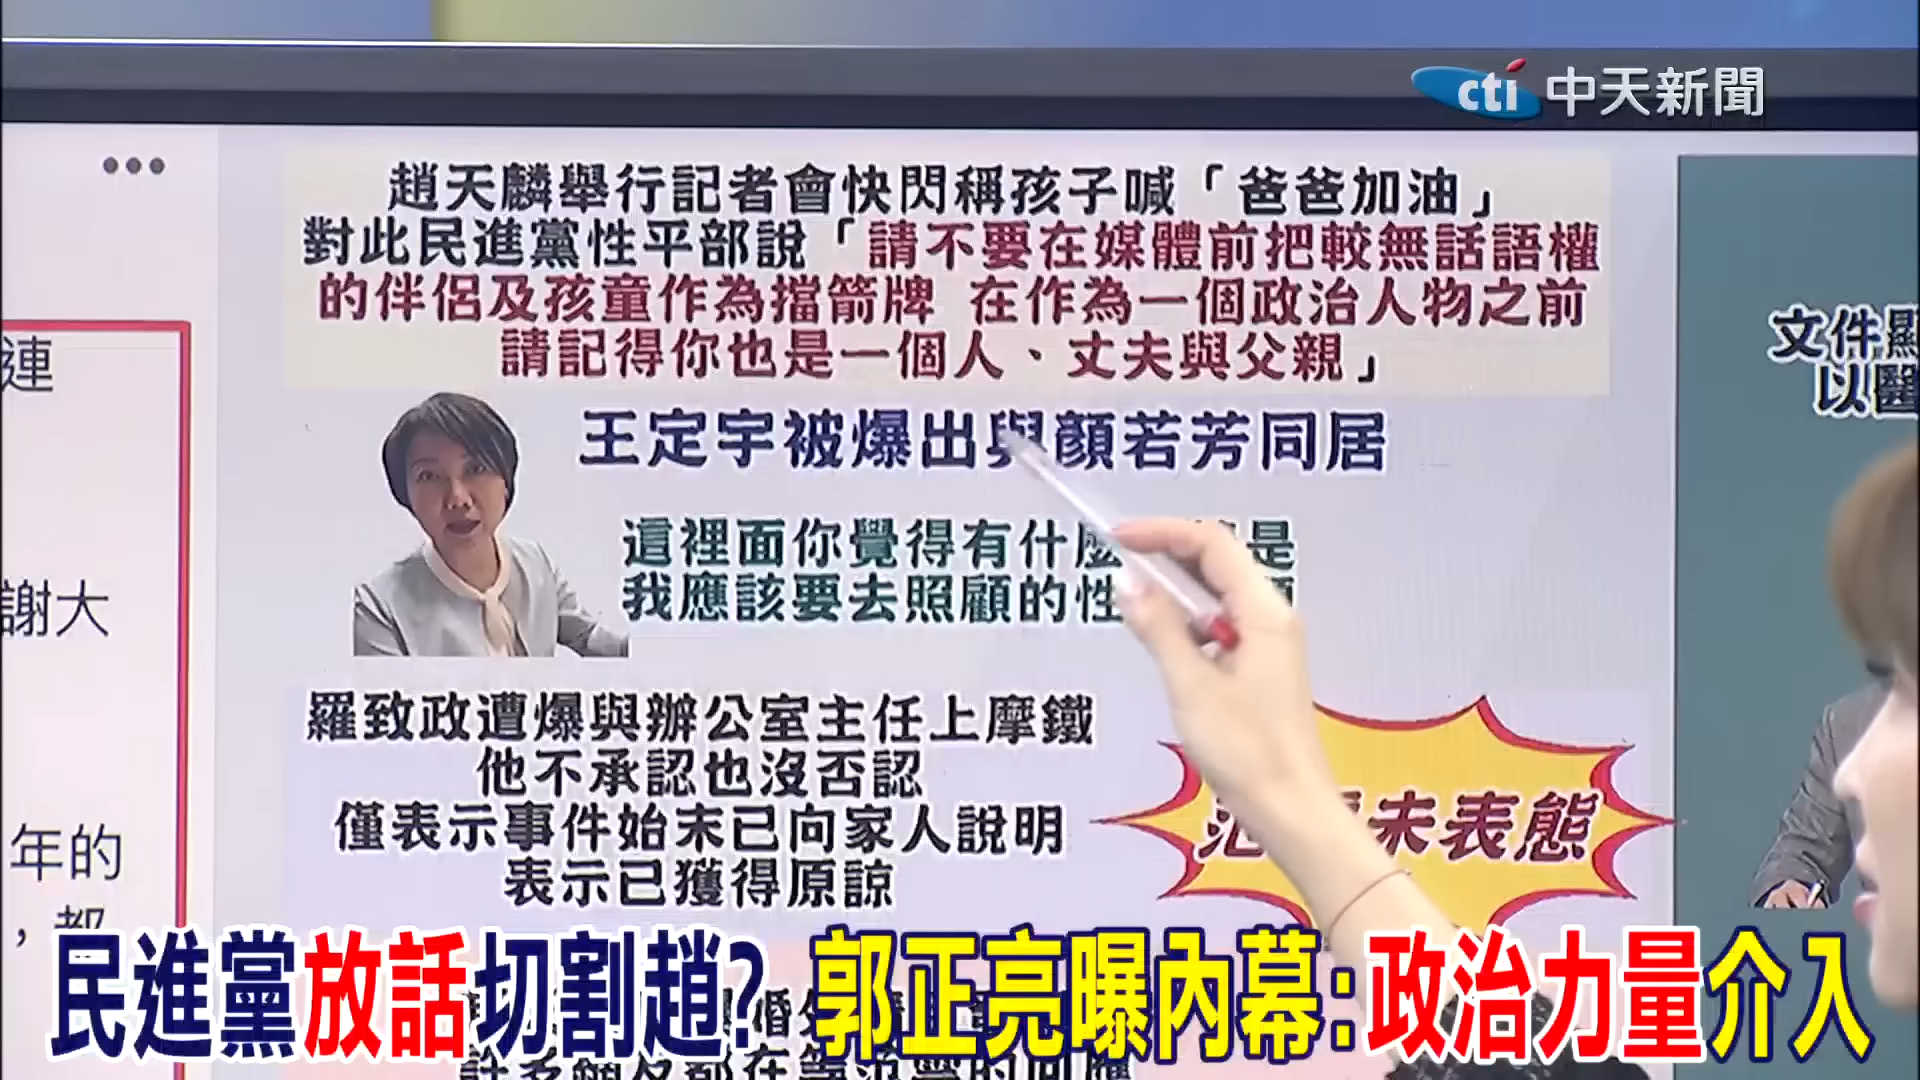 cti 中天新聞
趙天麟舉行記者會快閃稱孩子喊「爸爸加油」
對此民進黨性平部說「請不要在媒體前把較無話語權
的伴侶及孩童作為擋箭牌 在作為一個政治人物之前
請記得你也是一個人、丈夫與父親」
王定宇被爆出與顏若芳同居
這裡面你覺得有什麼 是
我應該要去照顧的性
羅致政遭爆與辦公室主任上摩鐵
他不承認也沒否認
僅表示事件始末已向家人說明
表示已獲得原諒
未表態
連
謝大
年的
，都
文件顯
以醫
民進黨放話切割趙? 郭正亮曝內幕:政治力量介入